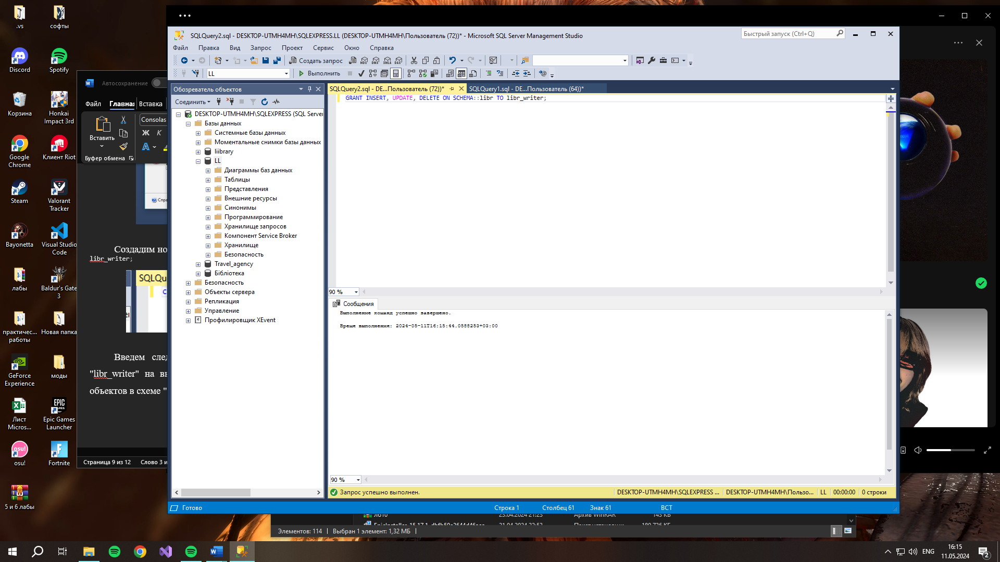 .vs
софты
Discord
Spotify
Корзина
Honkai
Impact 3rd
Google
Chrome
Клиент Riot
Steam
Valorant
Tracker
Bayonetta
Visual Studio
Code
лабы
Baldur's Gate
3
практичес...
работы
Новая папка
GeForce
Experience
моды
Лист
Micros...
Epic Games
Launcher
osu!
Fortnite
5 и 6 лабы
Автосохранение
Файл
Главная
Вставка
Вставить
Consolas
Ж К
Буфер обмена
Создадим но
libr_writer;
SQLQu
Введем след
"libr_writer" на вы
объектов в схеме "
Страница 9 из 12
Слово 3 и
SQLQuery2.sql - DESKTOP-UTMH4MH\SQLEXPRESS.LL (DESKTOP-UTMH4MH\Пользователь (72))* - Microsoft SQL Server Management Studio
Быстрый запуск (Ctrl+Q)
Файл Правка Вид Запрос Проект Сервис Окно Справка
Создать запрос
MDX DMX XMLA DAX
LL
Выполнить
Обозреватель объектов
Соединить
DESKTOP-UTMH4MH\SQLEXPRESS (SQL Server
Базы данных
Системные базы данных
Моментальные снимки базы данных
liibrary
LL
Диаграммы баз данных
Таблицы
Представления
Внешние ресурсы
Синонимы
Программирование
Хранилище запросов
Компонент Service Broker
Хранилище
Безопасность
Travel_agency
Бібліотека
Безопасность
Объекты сервера
Репликация
Управление
Профилировщик XEvent
SQLQuery2.sql - DE...Пользователь (72))*
SQLQuery1.sql - DE...Пользователь (64))*
GRANT INSERT, UPDATE, DELETE ON SCHEMA::libr TO libr_writer;
90 %
Сообщения
Выполнение команд успешно завершено.
Время выполнения: 2024-05-11T16:15:44.0588253+03:00
90 %
Запрос успешно выполнен.
DESKTOP-UTMH4MH\SQLEXPRESS ...
DESKTOP-UTMH4MH\Пользо...
LL
00:00:00
0 строки
Готово
Строка 1
Столбец 61
Знак 61
ВСТ
Элементов: 114
Выбран 1 элемент: 1,32 МБ
ENG
16:15
11.05.2024
2